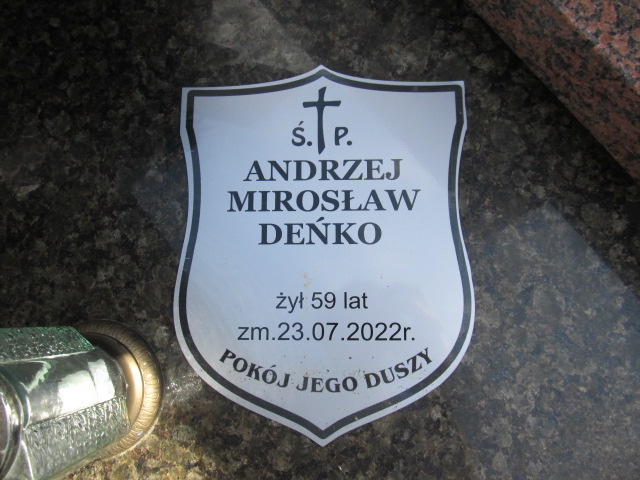 Ś. P.
ANDRZEJ
MIROSŁAW
DEŃKO
żył 59 lat
zm.23.07.2022r.
POKÓJ JEGO DUSZY